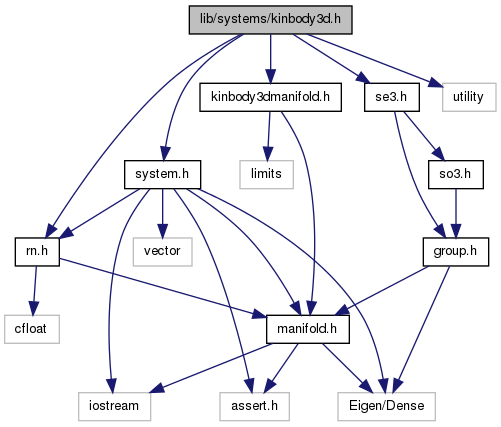 lib/systems/kinbody3d.h
kinbody3dmanifold.h
se3.h
utility
system.h
limits
so3.h
rn.h
vector
group.h
cfloat
manifold.h
iostream
assert.h
Eigen/Dense